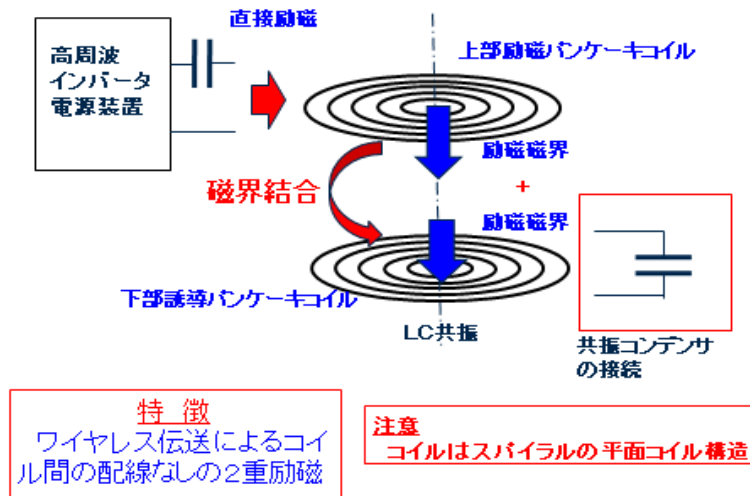 直接励磁
高周波
インバータ
電源装置
上部励磁パンケーキコイル
励磁磁界
磁界結合
+
励磁磁界
下部誘導パンケーキコイル
LC共振
共振コンデンサ
の接続
特 徴
ワイヤレス伝送によるコイ
ル間の配線なしの2重励磁
注意
コイルはスパイラルの平面コイル構造